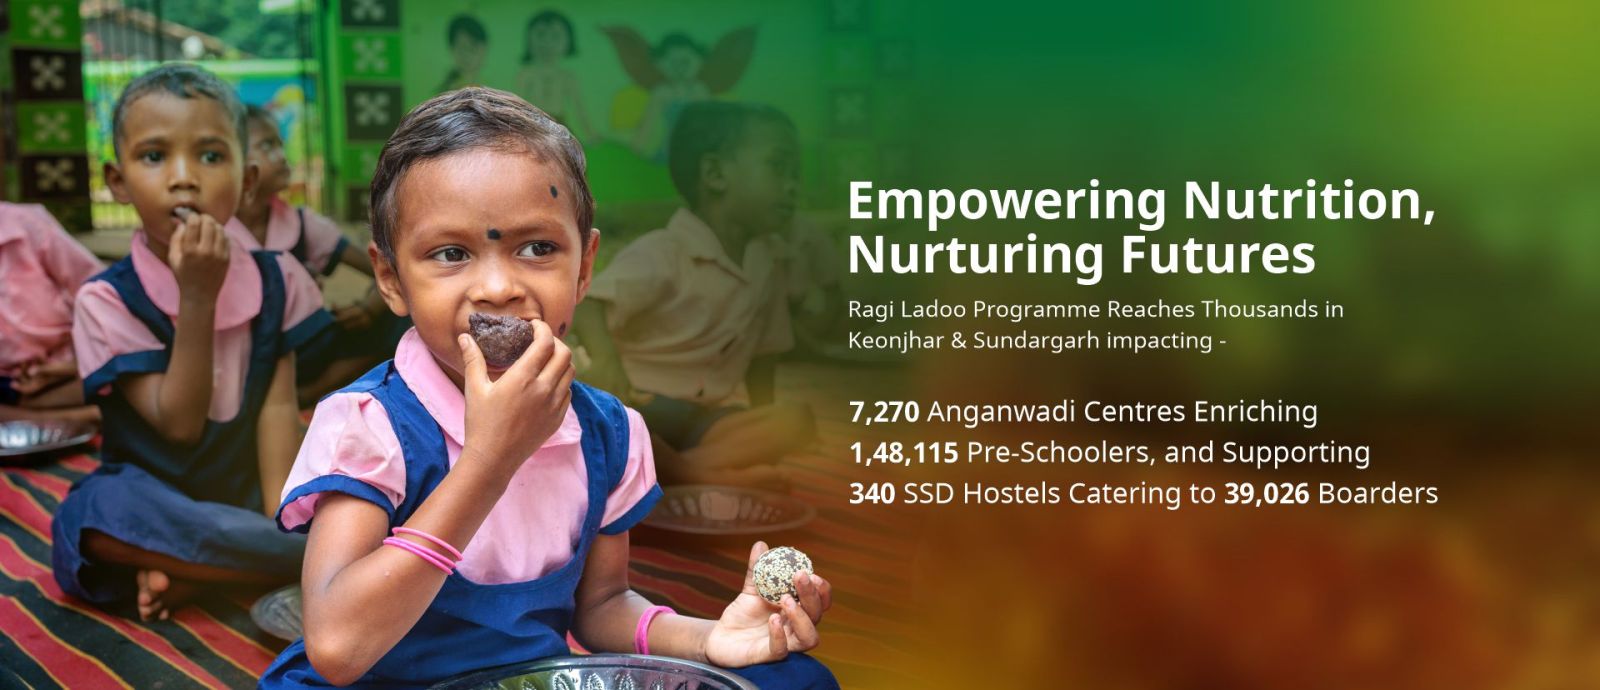 Empowering Nutrition,
Nurturing Futures
Ragi Ladoo Programme Reaches Thousands in
Keonjhar & Sundargarh impacting -
7,270 Anganwadi Centres Enriching
1,48,115 Pre-Schoolers, and Supporting
340 SSD Hostels Catering to 39,026 Boarders